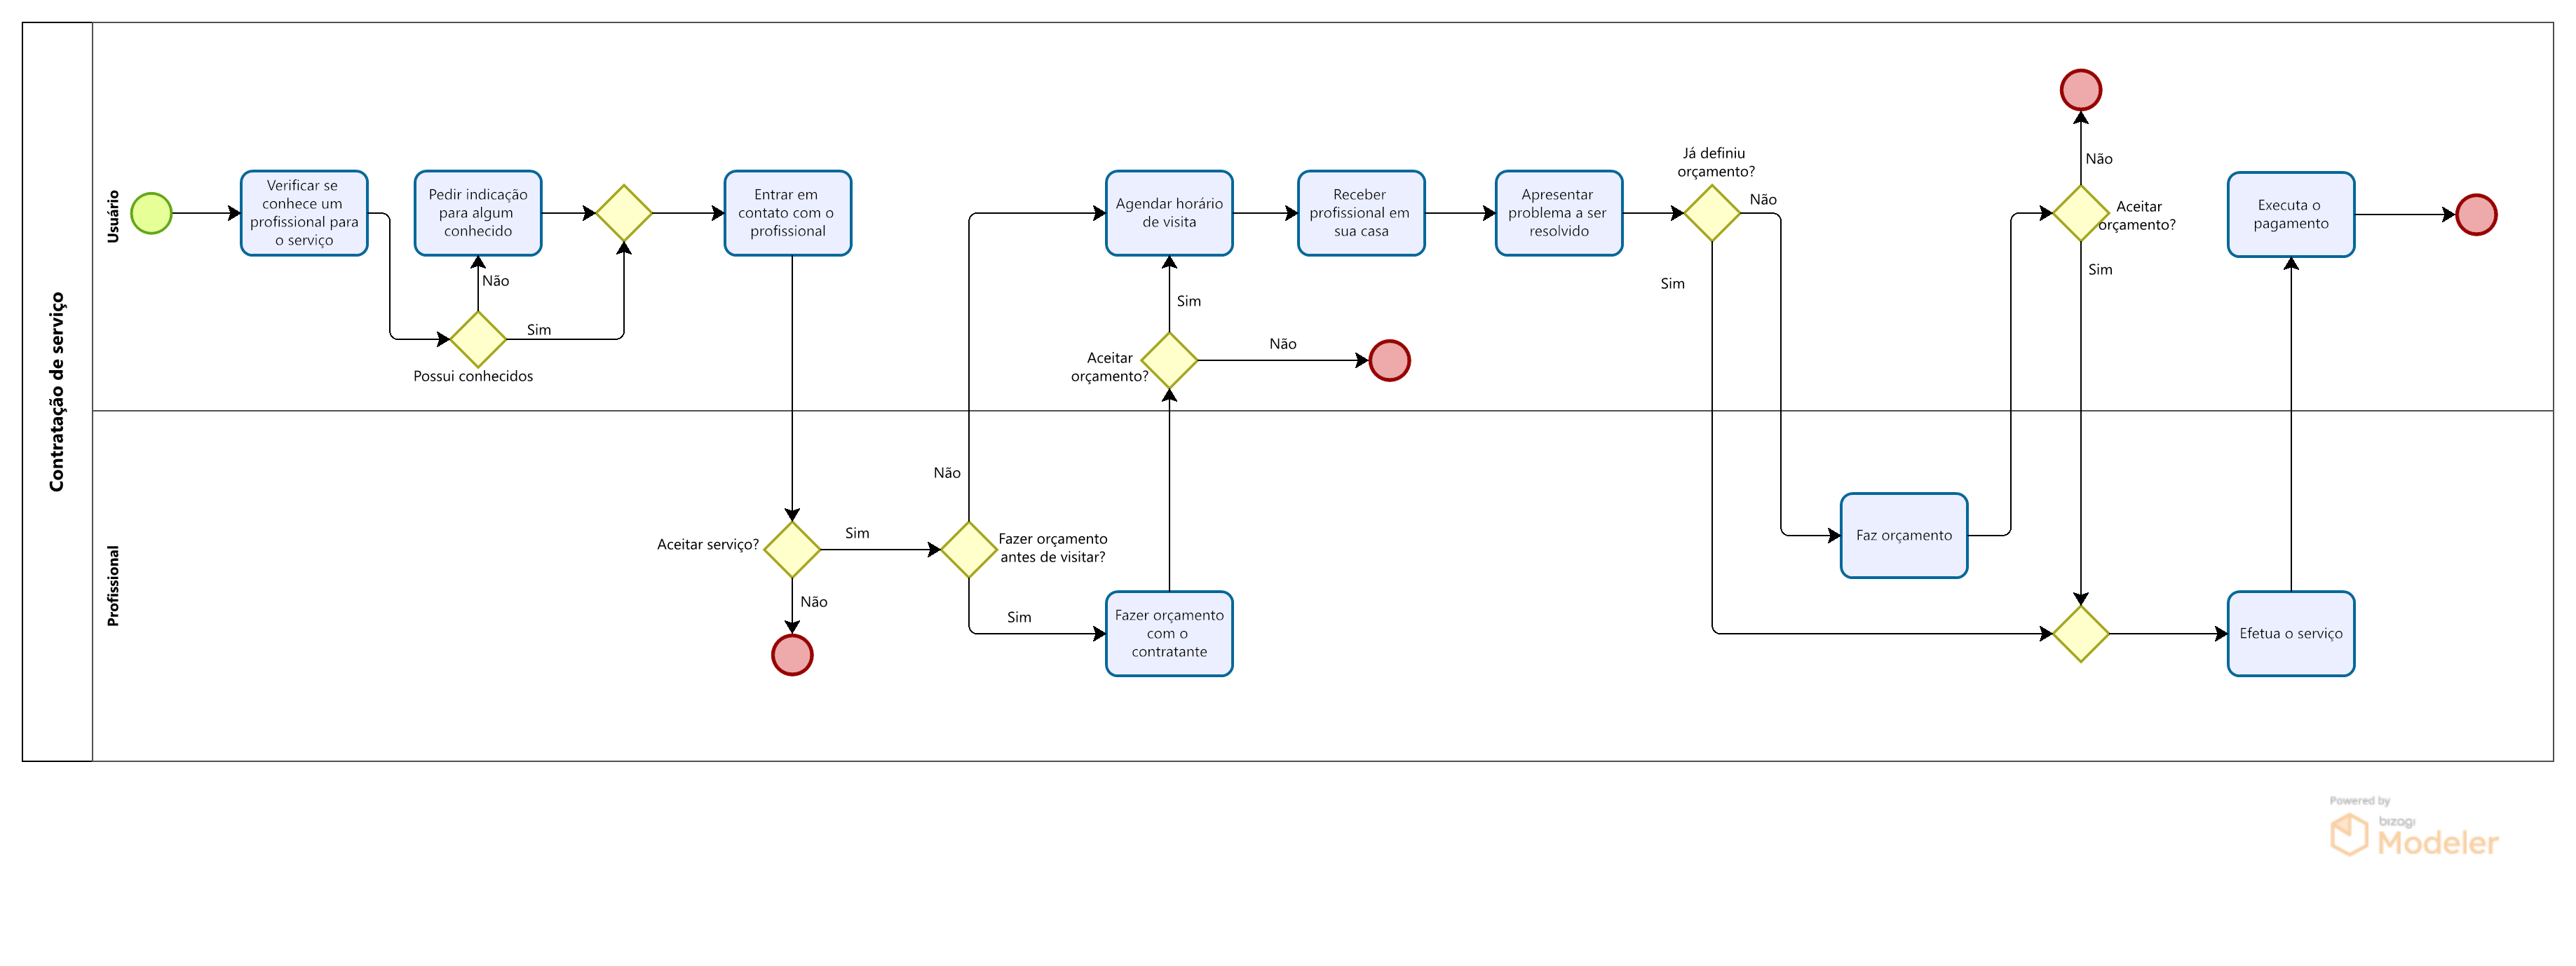 Contratação de serviço
Usuário
Verificar se
conhece um
profissional para
o serviço
Pedir indicação
para algum
conhecido
Não
Sim
Possui conhecidos
Entrar em
contato com o
profissional
Agendar horário
de visita
Sim
Aceitar
orçamento?
Não
Receber
profissional em
sua casa
Apresentar
problema a ser
resolvido
Já definiu
orçamento?
Não
Sim
Não
Aceitar
orçamento?
Sim
Executa o
pagamento
Profissional
Aceitar serviço?
Sim
Não
Não
Fazer orçamento
antes de visitar?
Sim
Fazer orçamento
com o
contratante
Faz orçamento
Efetua o serviço
Powered by
bizagi
Modeler